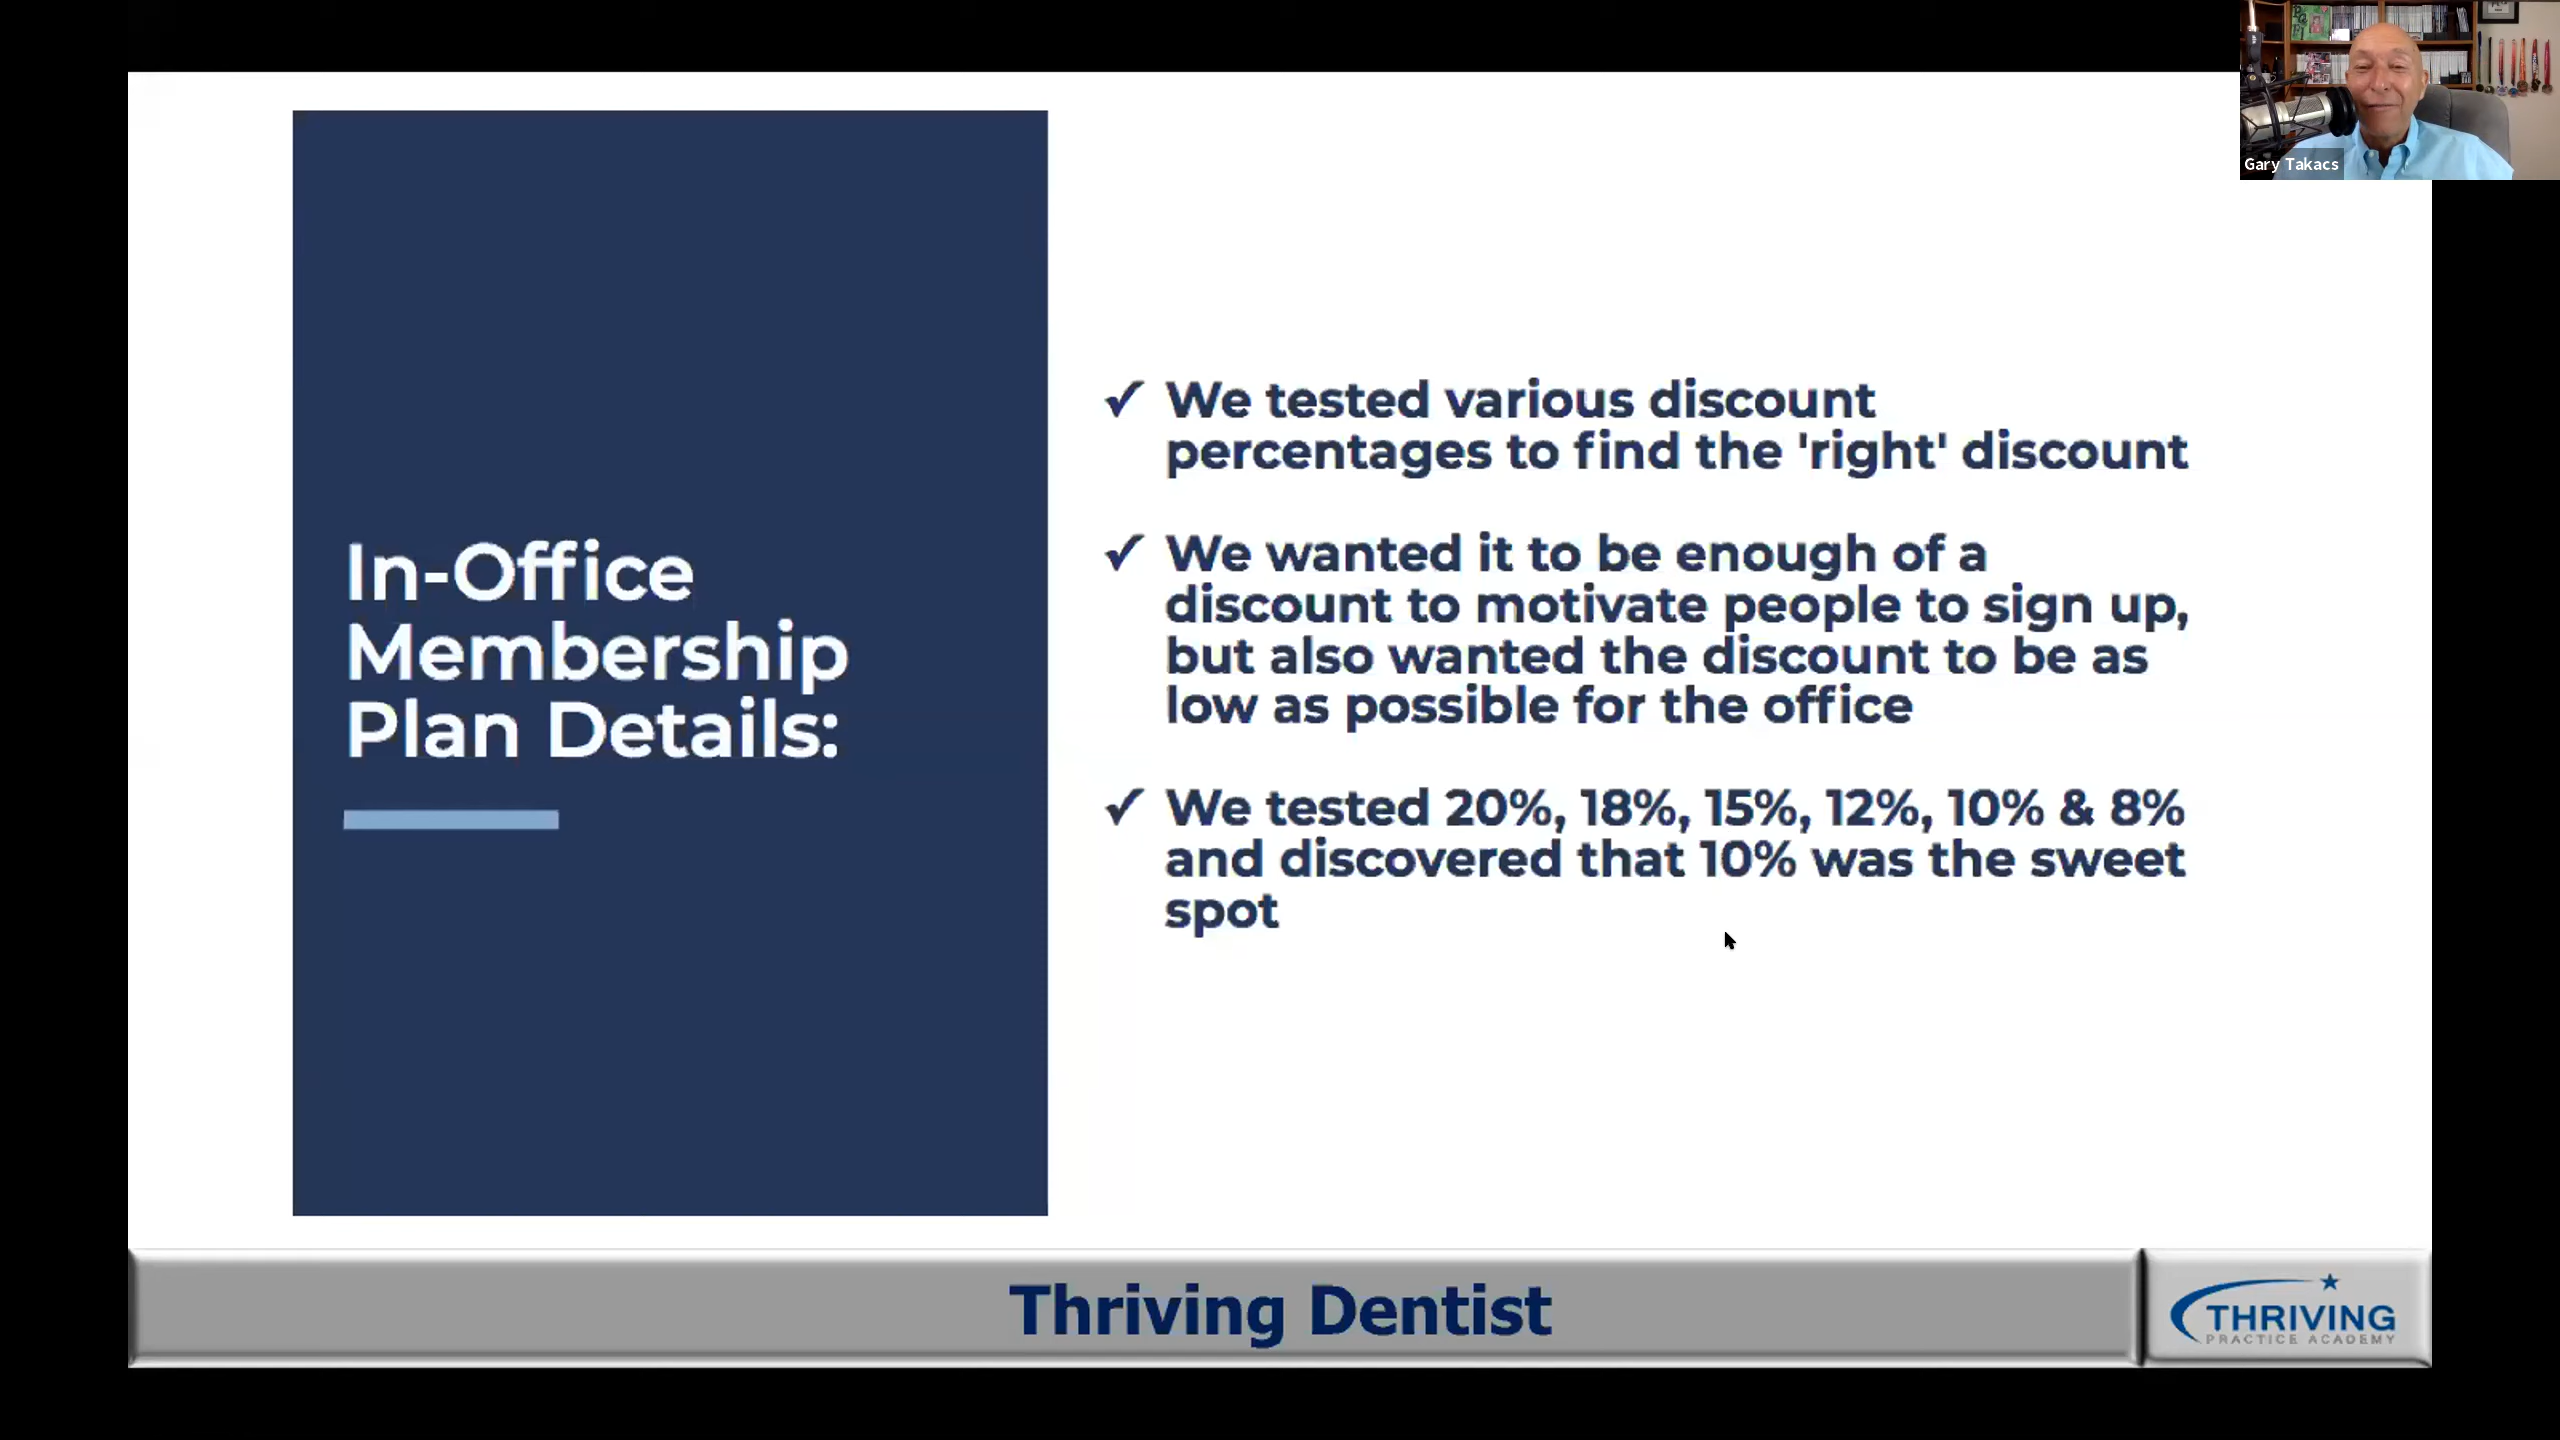 Gary Takacs
In-Office
Membership
Plan Details:
✓ We tested various discount
percentages to find the 'right' discount
✓ We wanted it to be enough of a
discount to motivate people to sign up,
but also wanted the discount to be as
low as possible for the office
✓ We tested 20%, 18%, 15%, 12%, 10% & 8%
and discovered that 10% was the sweet
spot
Thriving Dentist
THRIVING
PRACTICE ACADEMY